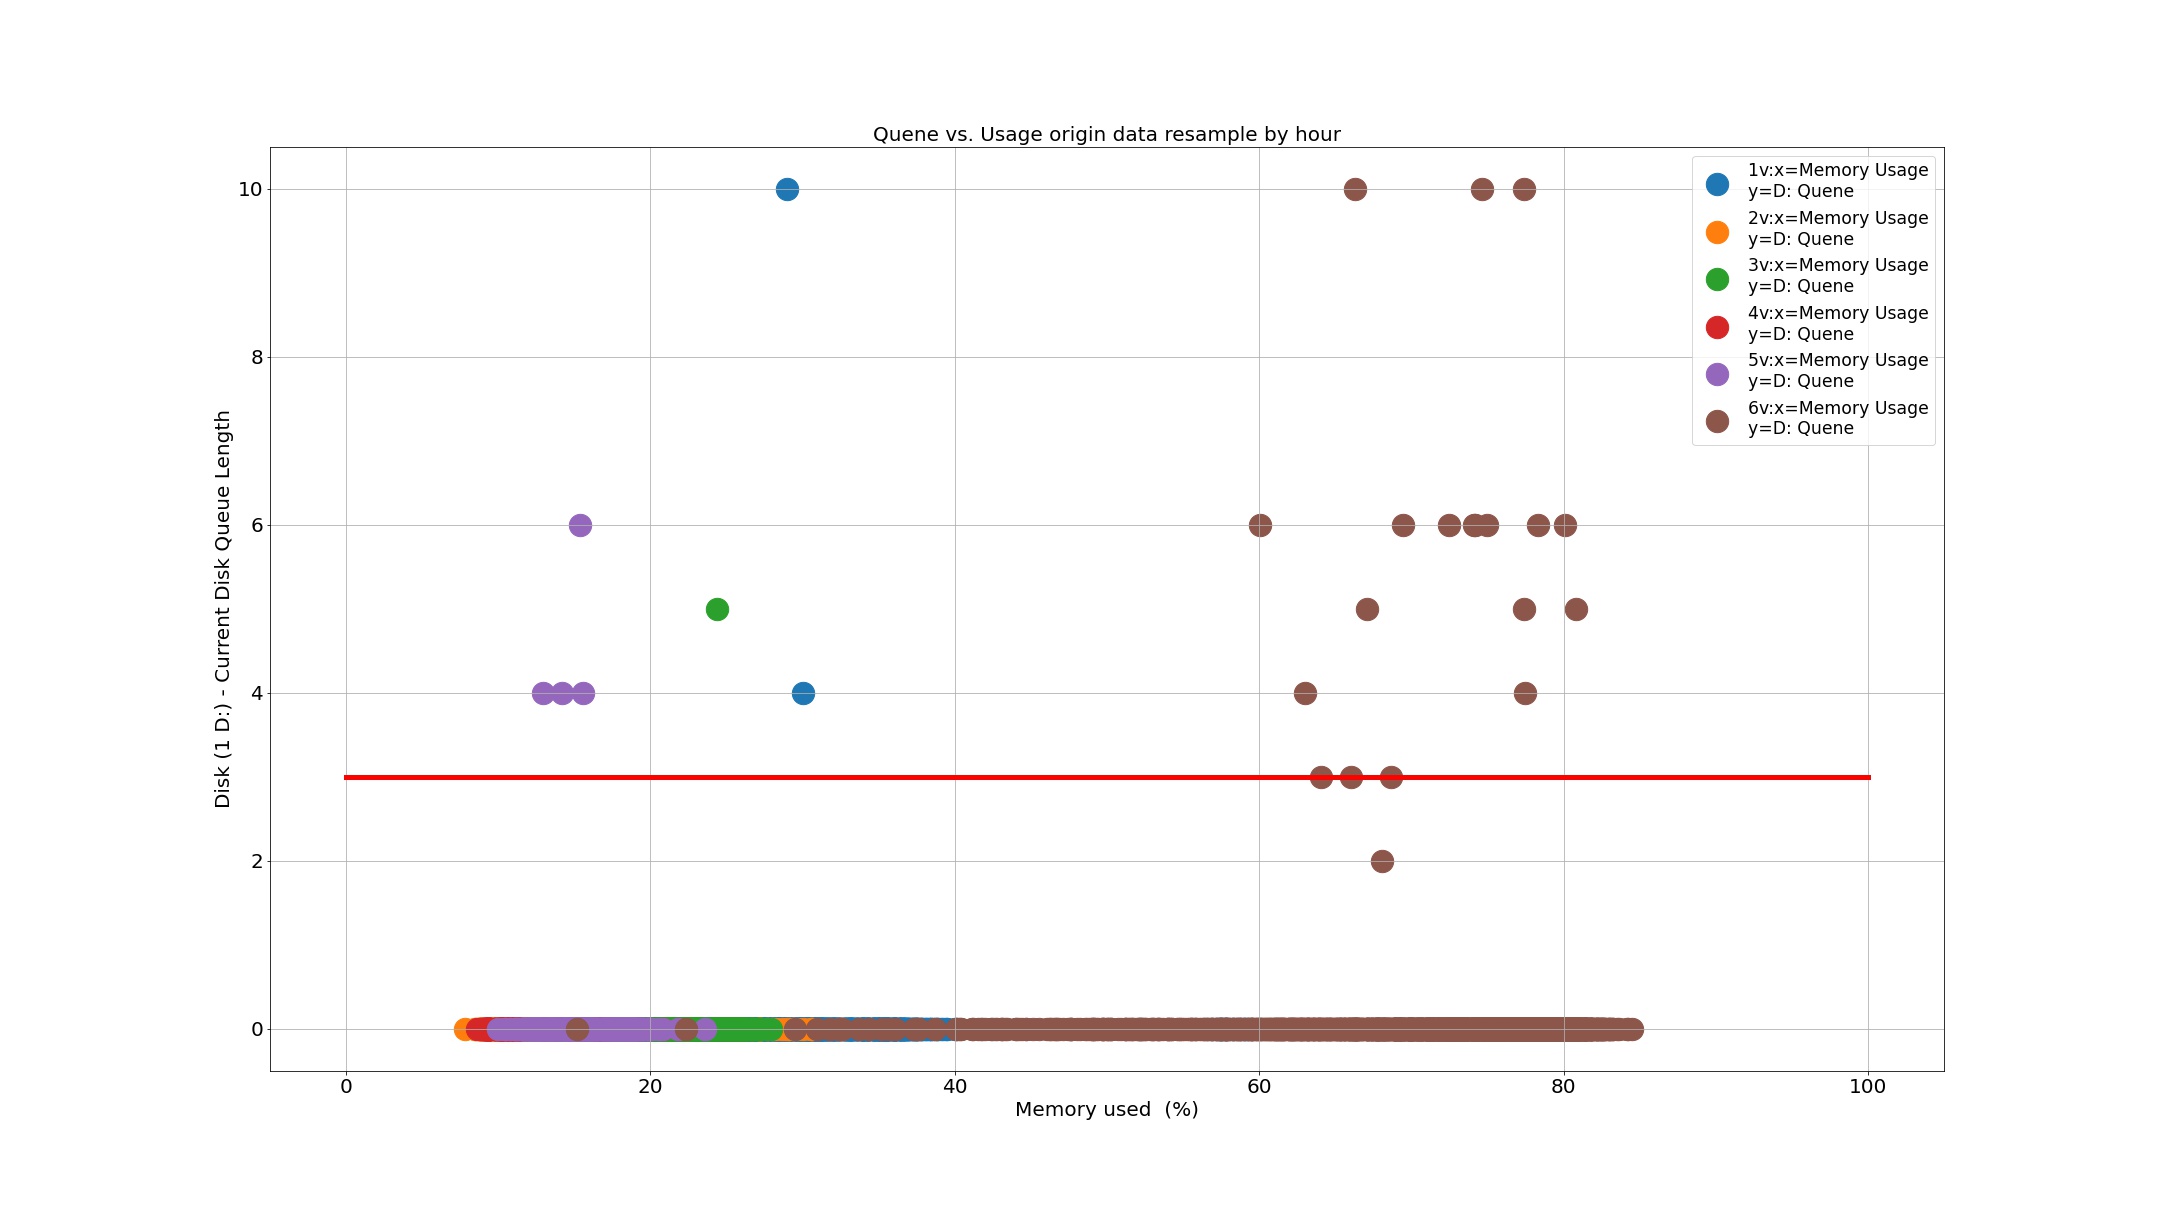 Quene vs. Usage origin data resample by hour
10
8
6
4
2
0
Disk (1 D:) - Current Disk Queue Length
1v:x=Memory Usage
y=D: Quene
2v:x=Memory Usage
y=D: Quene
3v:x=Memory Usage
y=D: Quene
4v:x=Memory Usage
y=D: Quene
5v:x=Memory Usage
y=D: Quene
6v:x=Memory Usage
y=D: Quene
0 20 40 60 80 100
Memory used  (%)